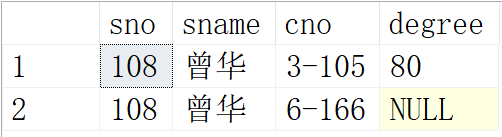 sno sname cno degree
1 108 曾华 3-105 80
2 108 曾华 6-166 NULL